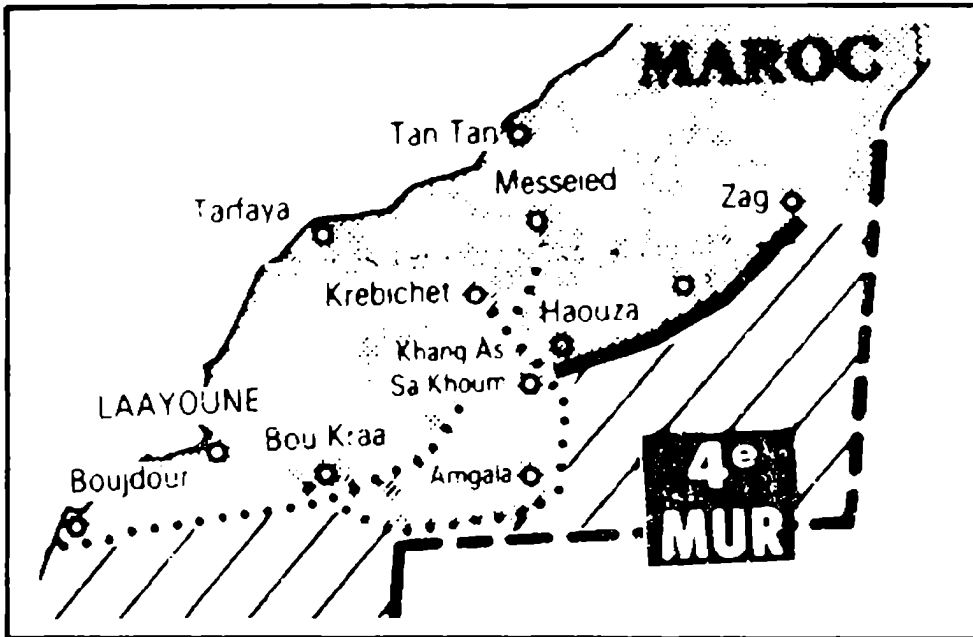 MAROC
Tan Tan
Messeied
Zag
Tarfaya
Krebichet
Haouza
Khang As
Sa Khoum
LAAYOUNE
Bou Kraa
Amgala
Boujdour
4e
MUR